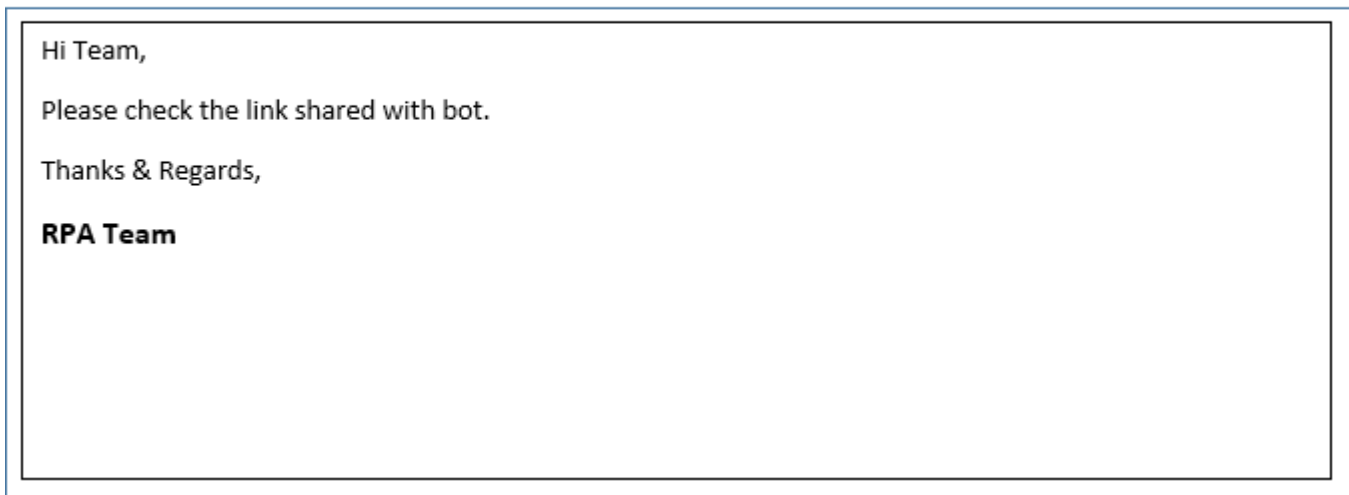 Hi Team,
Please check the link shared with bot.
Thanks & Regards,
RPA Team